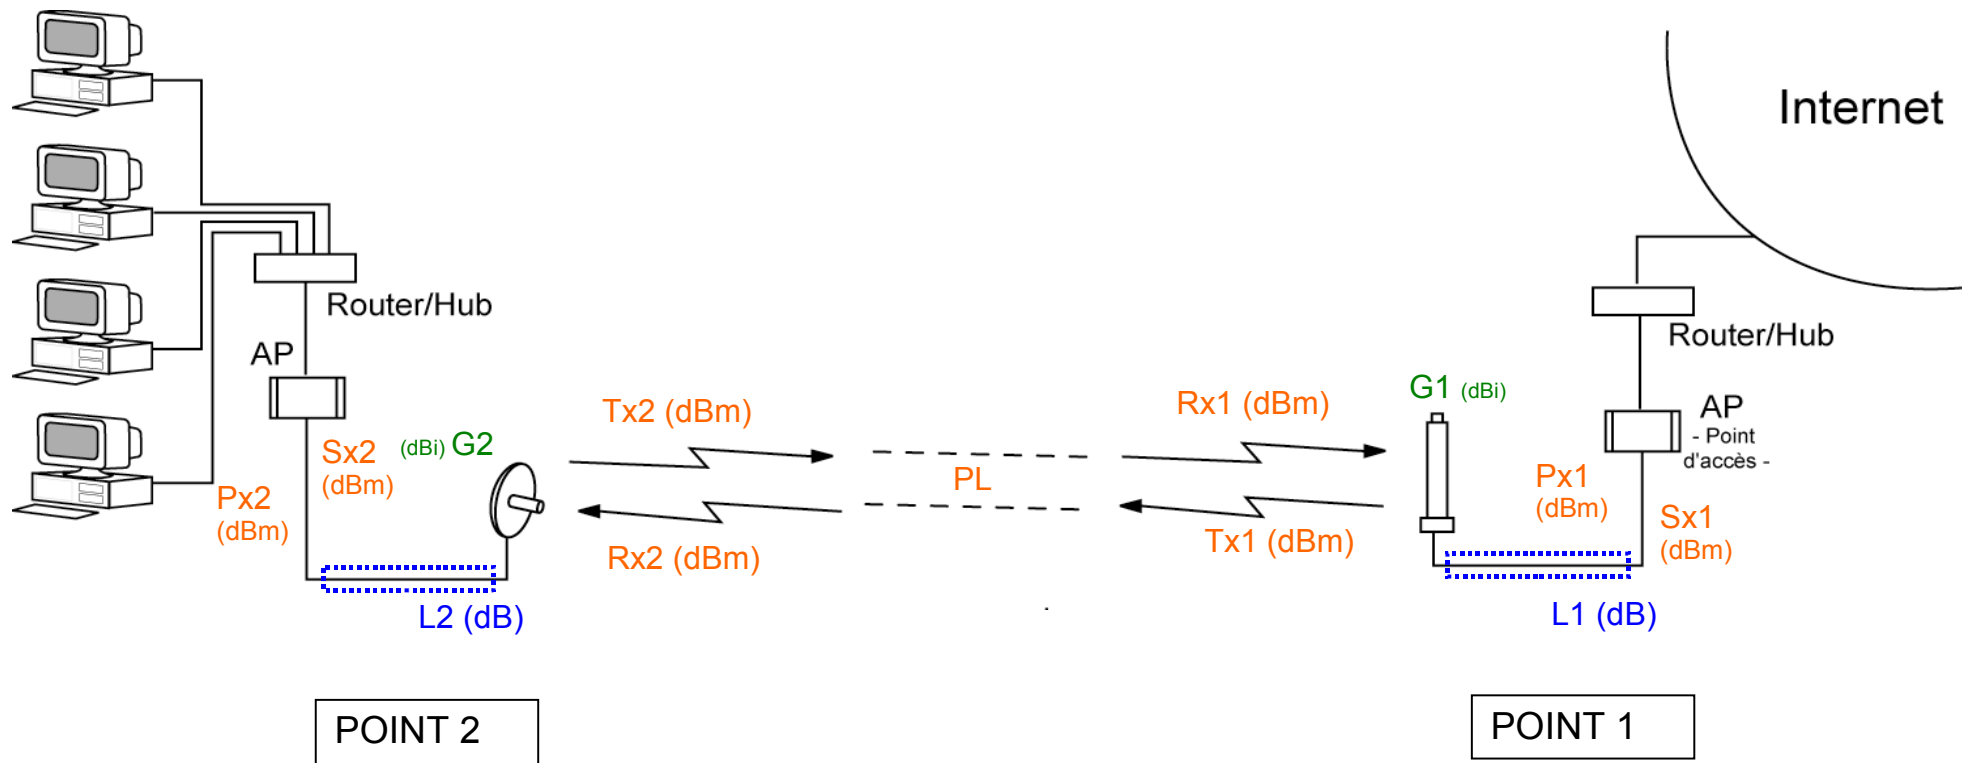 Internet
Router/Hub
Router/Hub
AP
G1 (dBi)
Tx2 (dBm)
Rx1 (dBm)
AP
- Point
d'accès -
Sx2
(dBm)
(dBi) G2
PL
Px2
(dBm)
Px1
(dBm)
Sx1
(dBm)
Rx2 (dBm)
Tx1 (dBm)
L2 (dB)
L1 (dB)
POINT 2
POINT 1